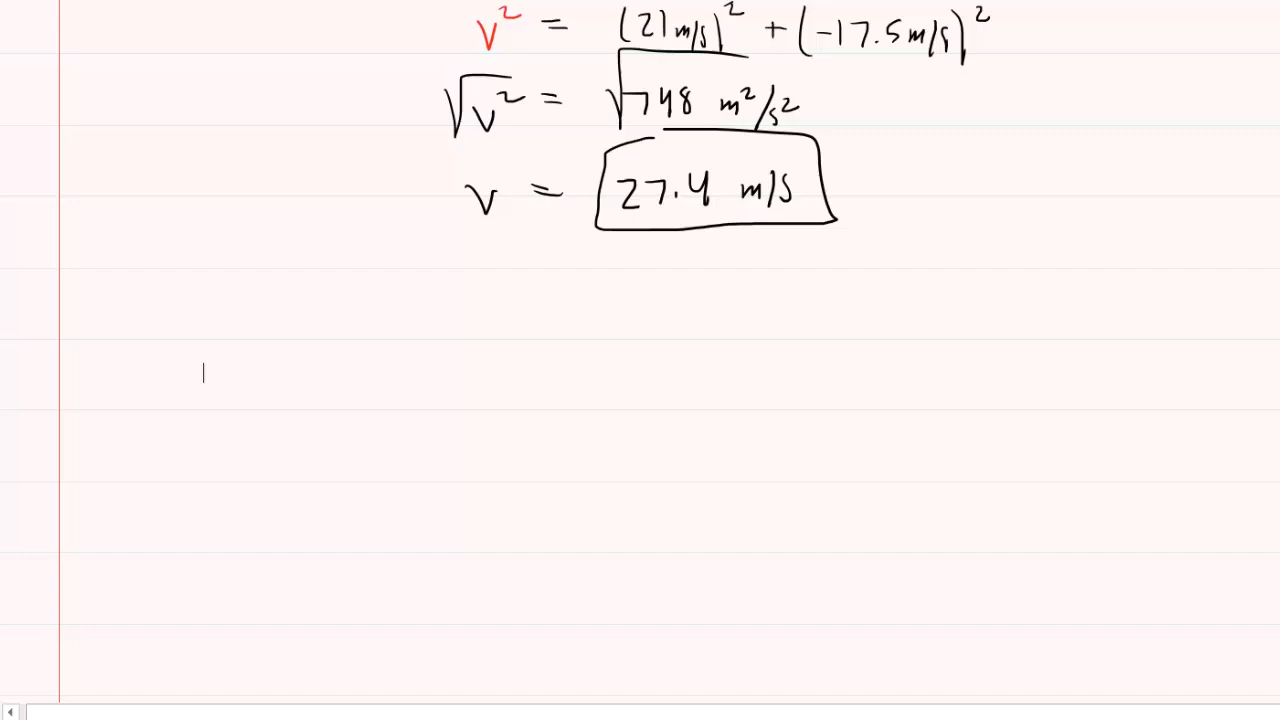 v² = (21 m/s)² + (-17.5 m/s)²
√v² = √748 m²/s²
v = 27.4 m/s